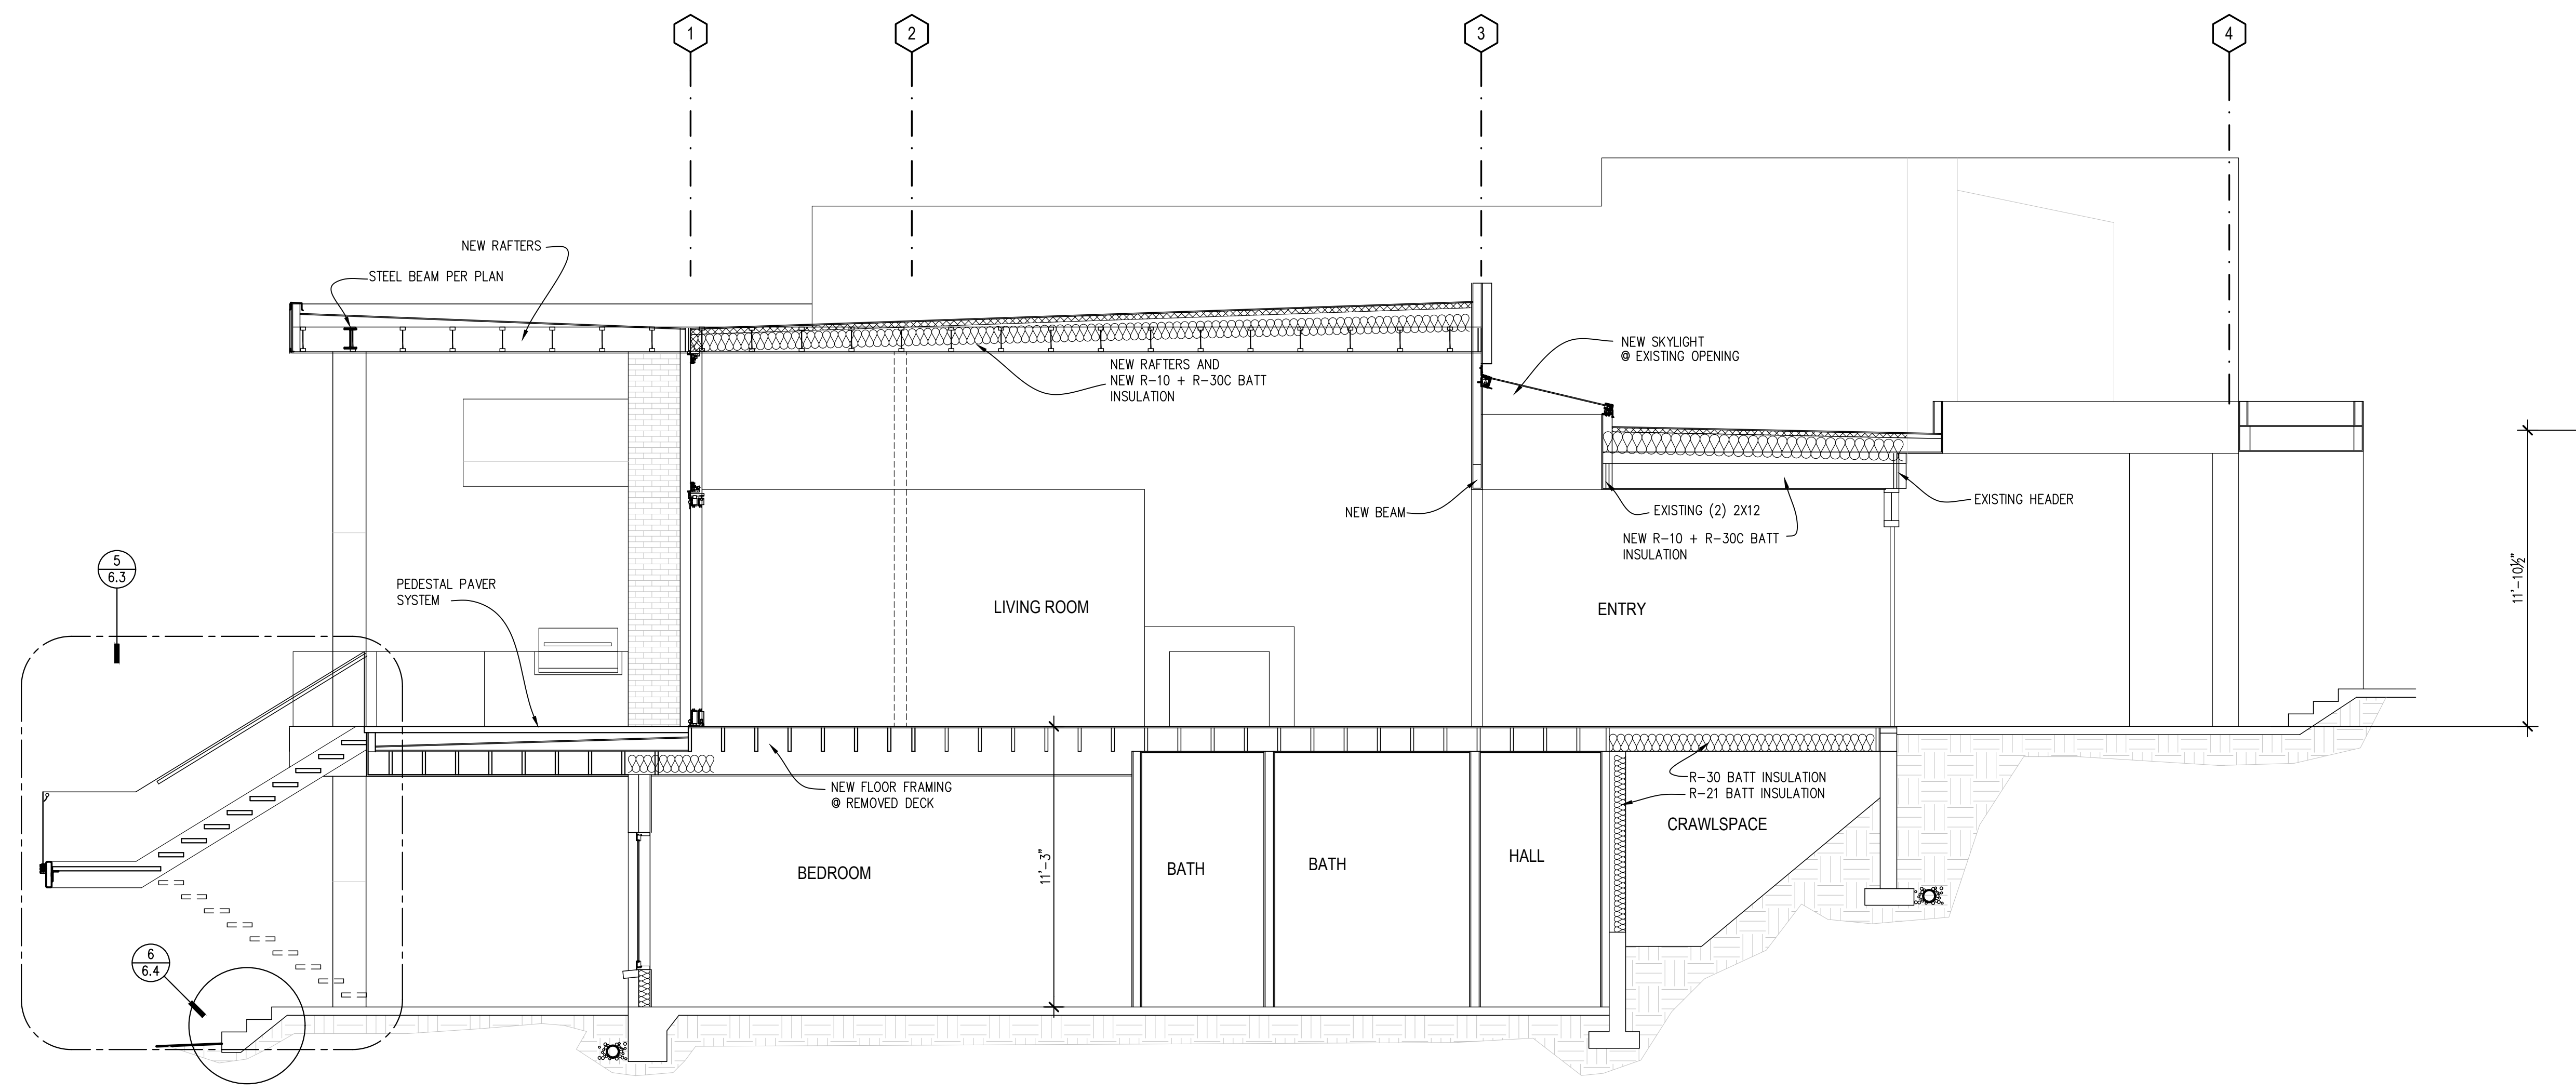 1
2
3
4
NEW RAFTERS
STEEL BEAM PER PLAN
NEW RAFTERS AND
NEW R-10 + R-30C BATT
INSULATION
NEW SKYLIGHT
@ EXISTING OPENING
NEW BEAM
EXISTING (2) 2X12
NEW R-10 + R-30C BATT
INSULATION
EXISTING HEADER
11'-10½"
5
6.3
PEDESTAL PAVER
SYSTEM
LIVING ROOM
ENTRY
NEW FLOOR FRAMING
@ REMOVED DECK
R-30 BATT INSULATION
R-21 BATT INSULATION
CRAWLSPACE
11'-3"
BEDROOM
BATH
BATH
HALL
6
6.4